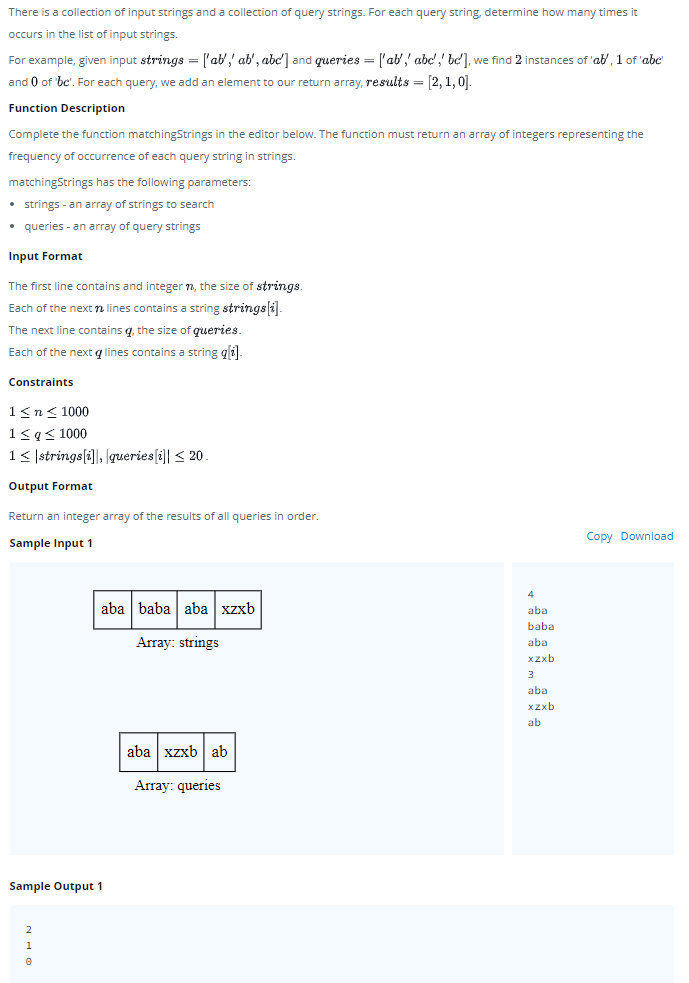 There is a collection of input strings and a collection of query strings. For each query string, determine how many times it
occurs in the list of input strings.
For example, given input strings = ['ab',' ab', abc'] and queries = ['ab',' abc',' bc'], we find 2 instances of 'ab', 1 of 'abc'
and 0 of 'bc'. For each query, we add an element to our return array, results = [2, 1, 0].
Function Description
Complete the function matchingStrings in the editor below. The function must return an array of integers representing the
frequency of occurrence of each query string in strings.
matchingStrings has the following parameters:
• strings - an array of strings to search
• queries - an array of query strings
Input Format
The first line contains and integer n, the size of strings.
Each of the next n lines contains a string strings[i].
The next line contains q, the size of queries.
Each of the next q lines contains a string q[i].
Constraints
1 ≤ n ≤ 1000
1 ≤ q ≤ 1000
1 ≤ |strings[i]|, |queries[i]| ≤ 20.
Output Format
Return an integer array of the results of all queries in order.
Sample Input 1
Copy Download
aba baba aba xzxb
Array: strings
aba xzxb ab
Array: queries
4
aba
baba
aba
xzxb
3
aba
xzxb
ab
Sample Output 1
2
1
0